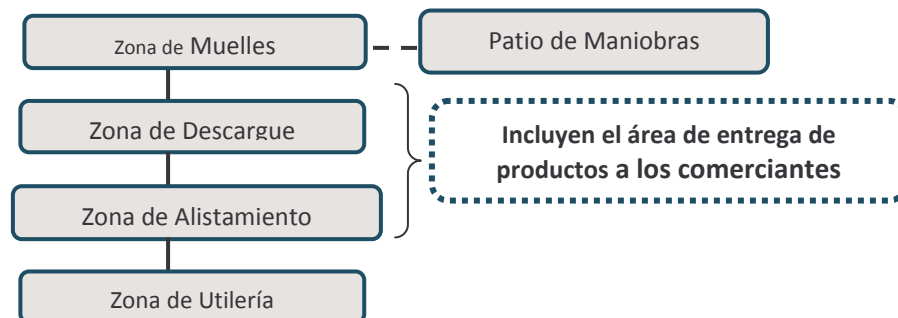 Zona de Muelles
Patio de Maniobras
Zona de Descargue
Incluyen el área de entrega de
productos a los comerciantes
Zona de Alistamiento
Zona de Utilería